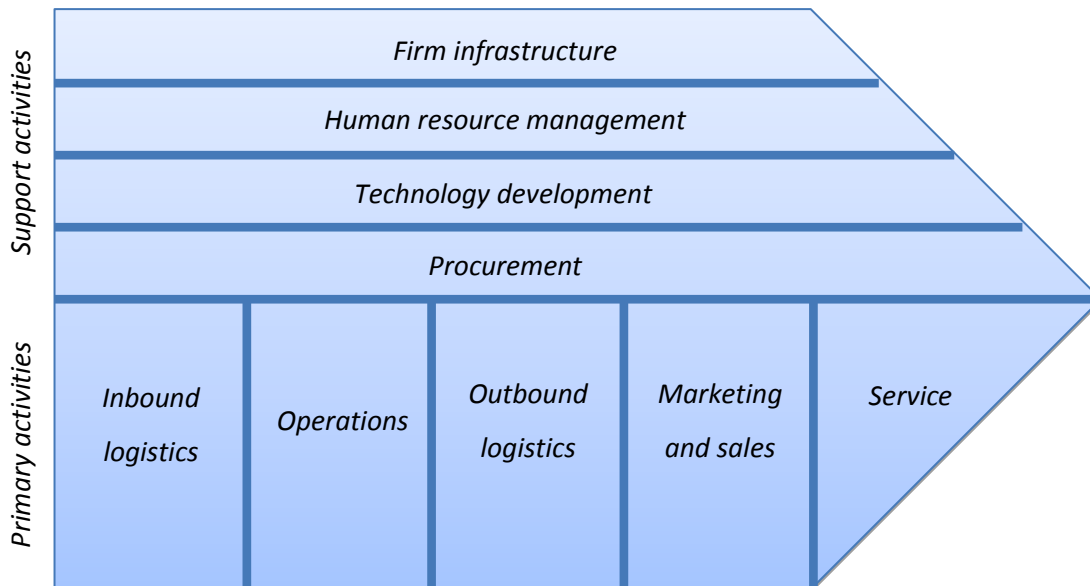 Support activities
Firm infrastructure
Human resource management
Technology development
Procurement
Primary activities
Inbound
logistics
Operations
Outbound
logistics
Marketing
and sales
Service